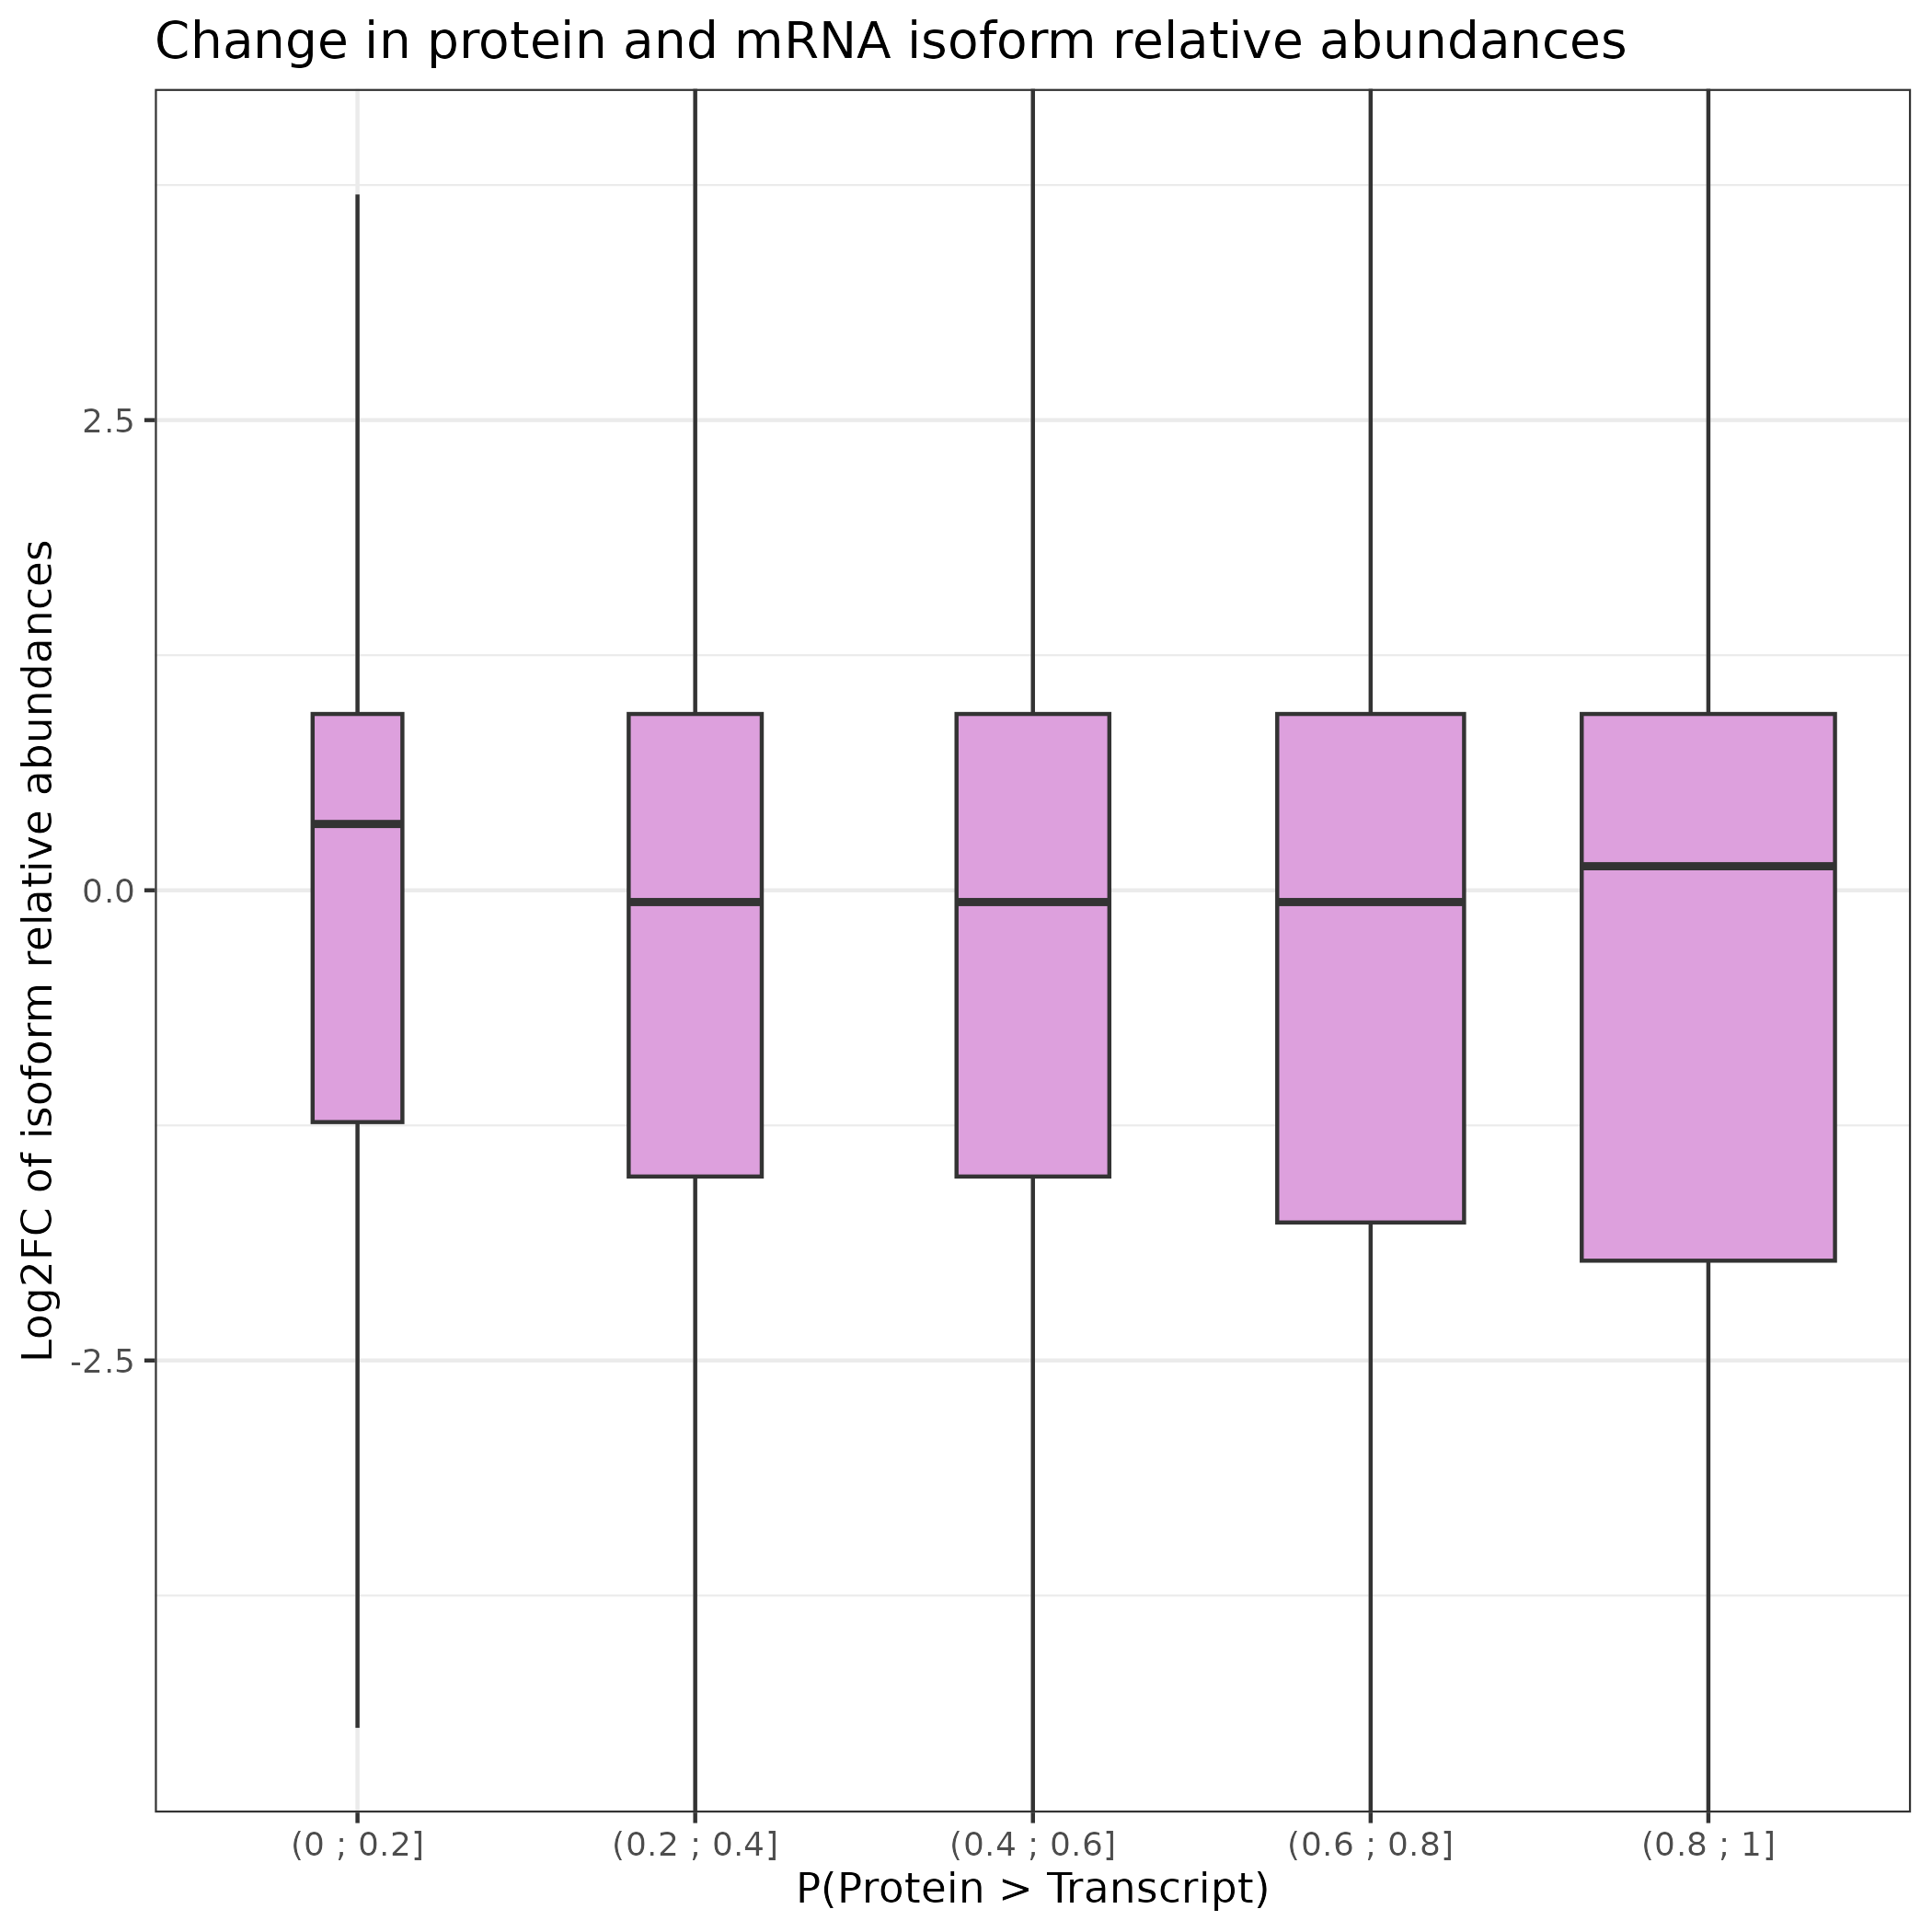 Change in protein and mRNA isoform relative abundances
Log2FC of isoform relative abundances
2.5
0.0
-2.5
(0 ; 0.2]
(0.2 ; 0.4]
(0.4 ; 0.6]
(0.6 ; 0.8]
(0.8 ; 1]
P(Protein > Transcript)